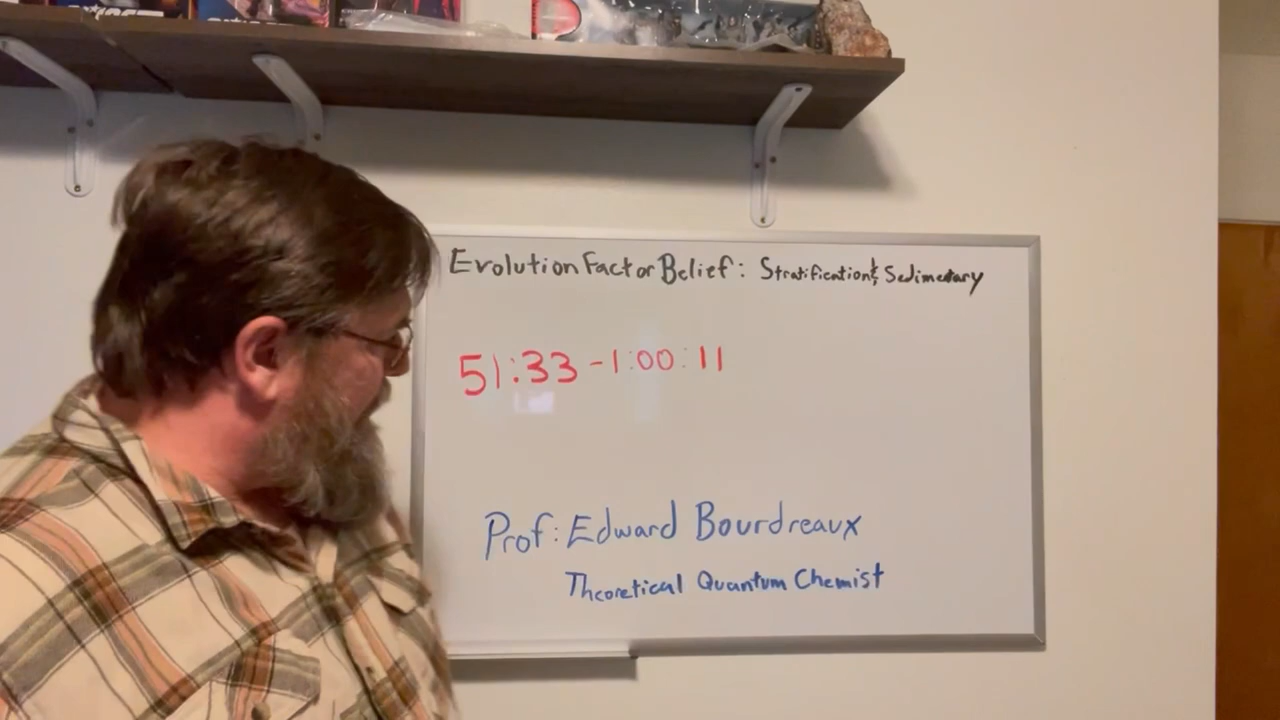 Evolution Fact or Belief: Stratification & Sedimentary
51:33 - 1:00:11
Prof: Edward Bourdreaux
Theoretical Quantum Chemist